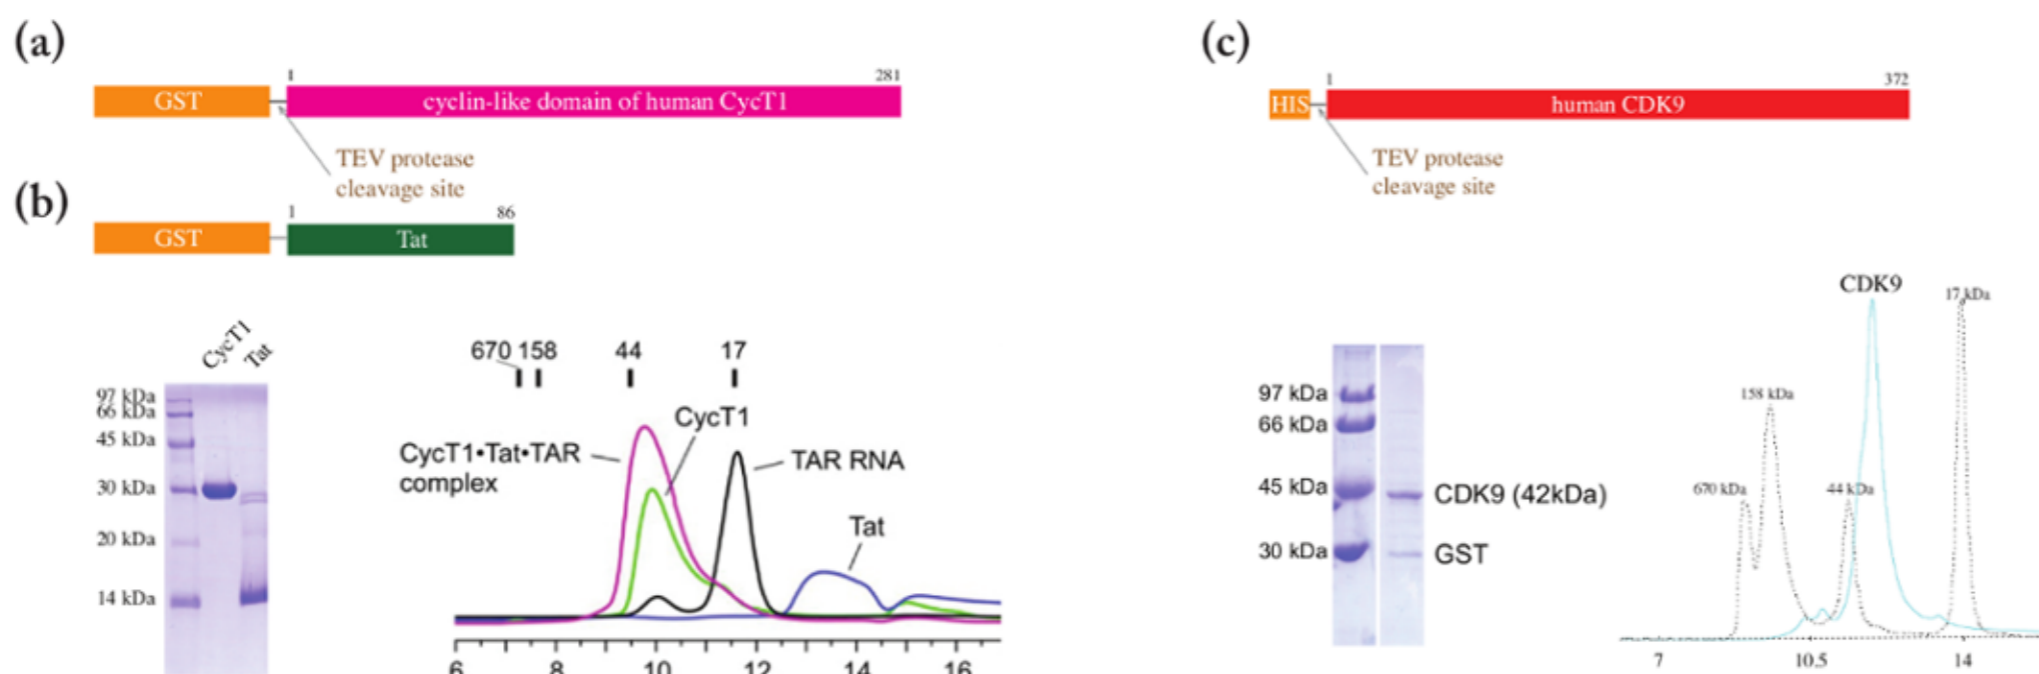 (a)
1 281
GST cyclin-like domain of human CycT1
TEV protease
cleavage site
(b)
1 86
GST Tat
CycT1
Tat
97 kDa
66 kDa
45 kDa
30 kDa
20 kDa
14 kDa
670 158 44 17
CycT1
CycT1•Tat•TAR
complex
TAR RNA
Tat
6 8 10 12 14 16
(c)
1 372
HIS human CDK9
TEV protease
cleavage site
97 kDa
66 kDa
45 kDa
30 kDa
CDK9 (42kDa)
GST
CDK9
17 kDa
158 kDa
670 kDa
44 kDa
7 10.5 14